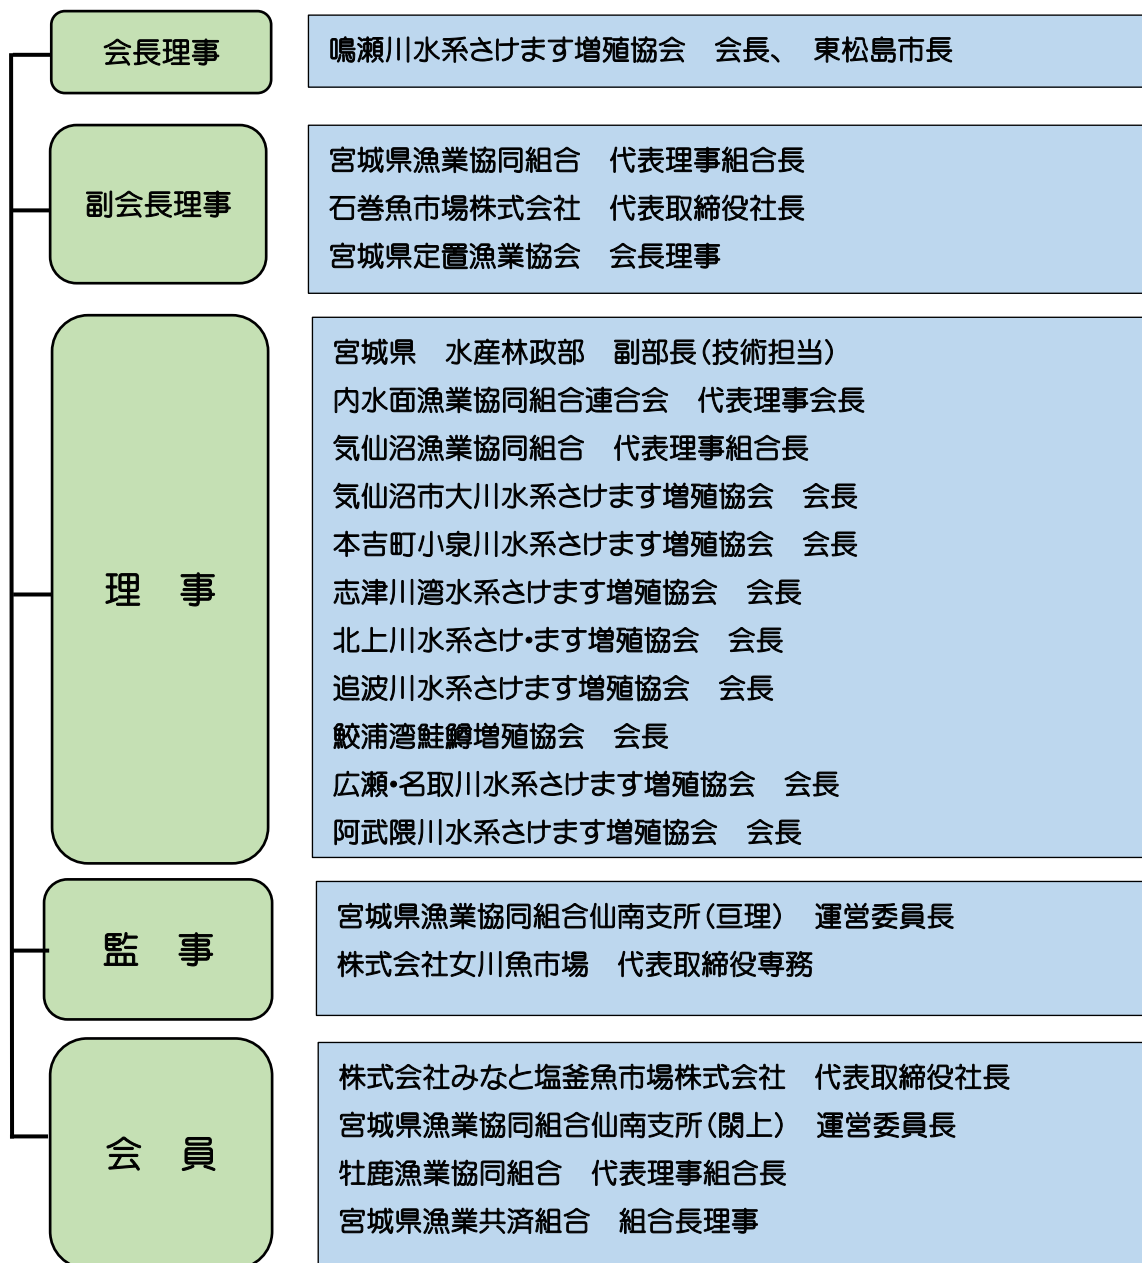 会長理事
鳴瀬川水系さけます増殖協会　会長、　東松島市長
副会長理事
宮城県漁業協同組合　代表理事組合長
石巻魚市場株式会社　代表取締役社長
宮城県定置漁業協会　会長理事
理　事
宮城県　水産林政部　副部長（技術担当）
内水面漁業協同組合連合会　代表理事会長
気仙沼漁業協同組合　代表理事組合長
気仙沼市大川水系さけます増殖協会　会長
本吉町小泉川水系さけます増殖協会　会長
志津川湾水系さけます増殖協会　会長
北上川水系さけ・ます増殖協会　会長
追波川水系さけます増殖協会　会長
鮫浦湾鮭鱒増殖協会　会長
広瀬・名取川水系さけます増殖協会　会長
阿武隈川水系さけます増殖協会　会長
監　事
宮城県漁業協同組合仙南支所（亘理）　運営委員長
株式会社女川魚市場　代表取締役専務
会　員
株式会社みなと塩釜魚市場株式会社　代表取締役社長
宮城県漁業協同組合仙南支所（閖上）　運営委員長
牡鹿漁業協同組合　代表理事組合長
宮城県漁業共済組合　組合長理事